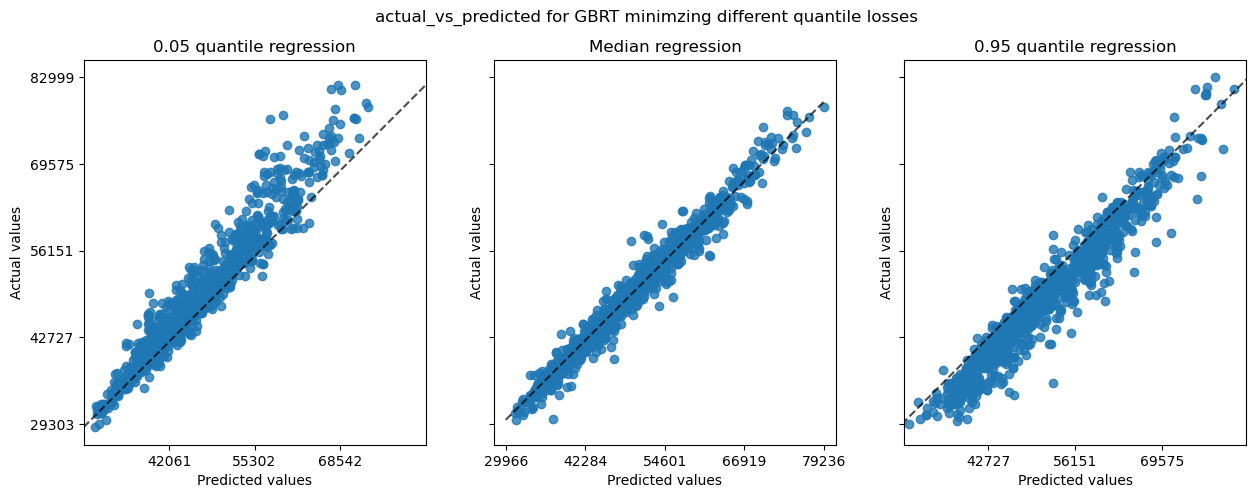 actual_vs_predicted for GBRT minimzing different quantile losses
0.05 quantile regression
Median regression
0.95 quantile regression
Actual values
82999
69575
56151
42727
29303
42061 55302 68542
Predicted values
Actual values
29966 42284 54601 66919 79236
Predicted values
Actual values
42727 56151 69575
Predicted values